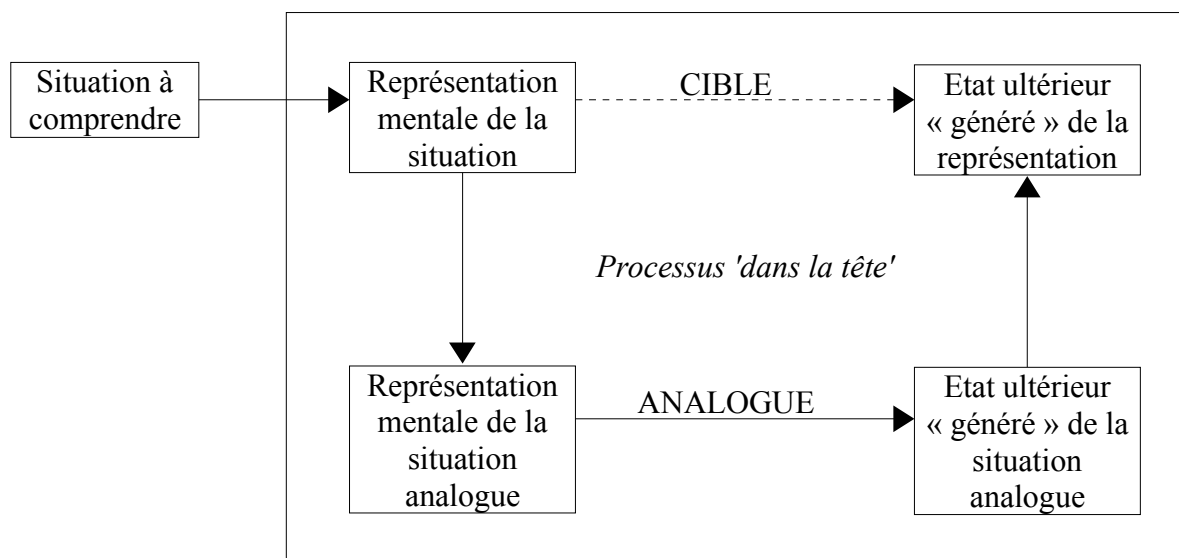 Situation à
comprendre
Représentation
mentale de la
situation
CIBLE
Etat ultérieur
« généré » de la
représentation
Processus 'dans la tête'
Représentation
mentale de la
situation
analogue
ANALOGUE
Etat ultérieur
« généré » de la
situation
analogue